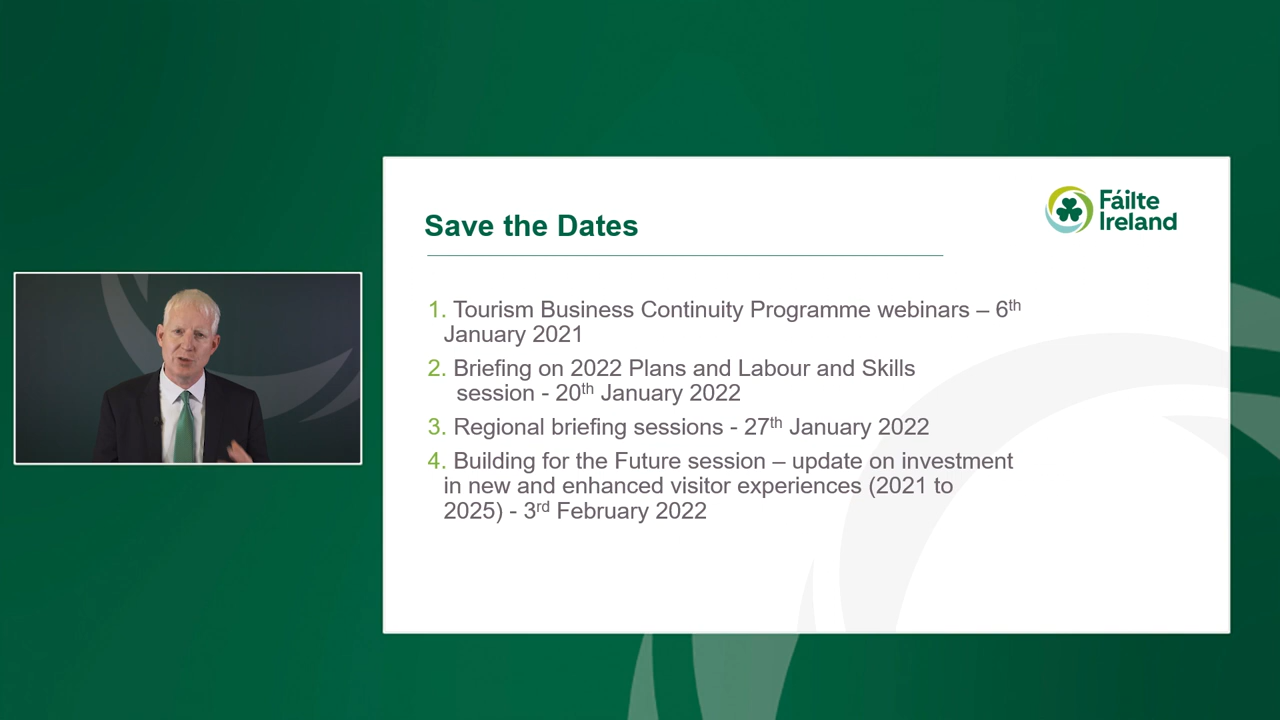 Fáilte
Ireland
Save the Dates
1. Tourism Business Continuity Programme webinars – 6th
January 2021
2. Briefing on 2022 Plans and Labour and Skills
session - 20th January 2022
3. Regional briefing sessions - 27th January 2022
4. Building for the Future session – update on investment
in new and enhanced visitor experiences (2021 to
2025) - 3rd February 2022